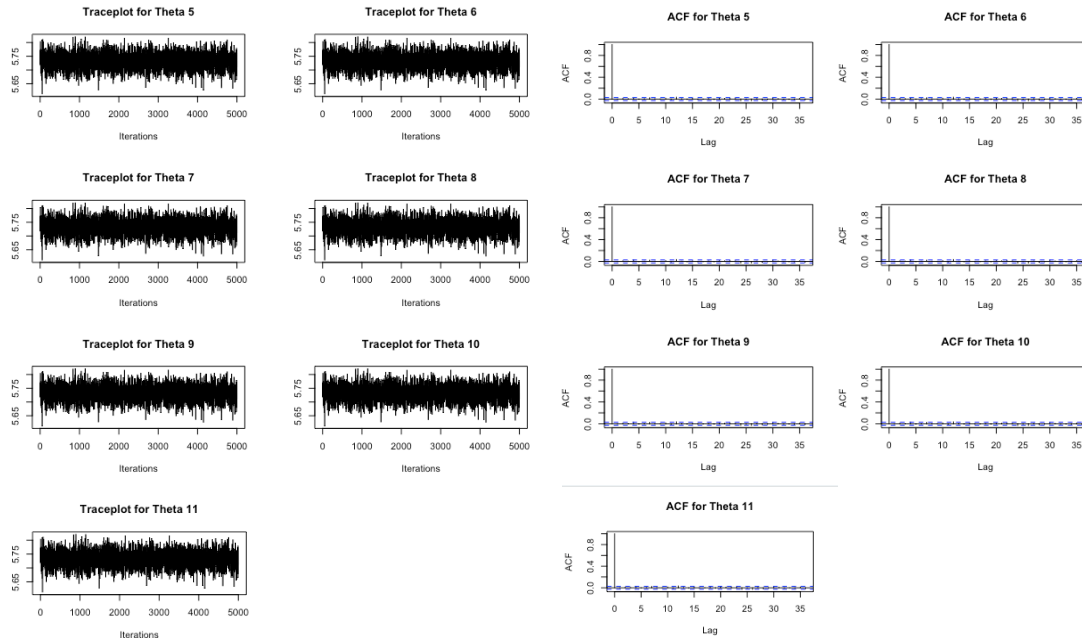 Traceplot for Theta 5
5.65 5.75
0 1000 2000 3000 4000 5000
Iterations
Traceplot for Theta 6
5.65 5.75
0 1000 2000 3000 4000 5000
Iterations
ACF for Theta 5
ACF
0.0 0.4 0.8
0 5 10 15 20 25 30 35
Lag
ACF for Theta 6
ACF
0.0 0.4 0.8
0 5 10 15 20 25 30 35
Lag
Traceplot for Theta 7
5.65 5.75
0 1000 2000 3000 4000 5000
Iterations
Traceplot for Theta 8
5.65 5.75
0 1000 2000 3000 4000 5000
Iterations
ACF for Theta 7
ACF
0.0 0.4 0.8
0 5 10 15 20 25 30 35
Lag
ACF for Theta 8
ACF
0.0 0.4 0.8
0 5 10 15 20 25 30 35
Lag
Traceplot for Theta 9
5.65 5.75
0 1000 2000 3000 4000 5000
Iterations
Traceplot for Theta 10
5.65 5.75
0 1000 2000 3000 4000 5000
Iterations
ACF for Theta 9
ACF
0.0 0.4 0.8
0 5 10 15 20 25 30 35
Lag
ACF for Theta 10
ACF
0.0 0.4 0.8
0 5 10 15 20 25 30 35
Lag
Traceplot for Theta 11
5.65 5.75
0 1000 2000 3000 4000 5000
Iterations
ACF for Theta 11
ACF
0.0 0.4 0.8
0 5 10 15 20 25 30 35
Lag